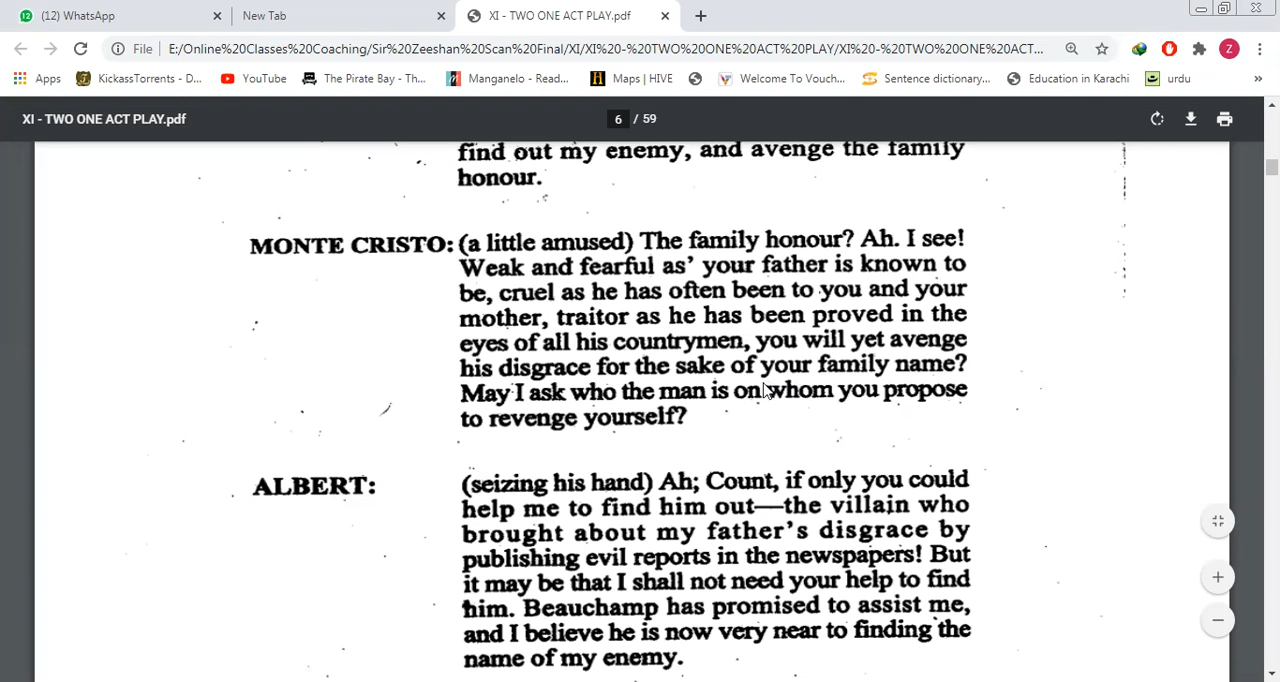 (12) WhatsApp
New Tab
XI - TWO ONE ACT PLAY.pdf
File
E:/Online%20Classes%20Coaching/Sir%20Zeeshan%20Scan%20Final/XI/XI%20-%20TWO%20ONE%20ACT%20PLAY/XI%20-%20TWO%20ONE%20ACT...
Z
Apps
KickassTorrents - D...
YouTube
The Pirate Bay - Th...
Manganelo - Read...
Maps | HIVE
Welcome To Vouch...
Sentence dictionary...
Education in Karachi
urdu
»
XI - TWO ONE ACT PLAY.pdf
6 / 59
find out my enemy, and avenge the family
honour.
MONTE CRISTO: (a little amused) The family honour? Ah. I see!
Weak and fearful as' your father is known to
be, cruel as he has often been to you and your
mother, traitor as he has been proved in the
eyes of all his countrymen, you will yet avenge
his disgrace for the sake of your family name?
May I ask who the man is on whom you propose
to revenge yourself?
ALBERT: (seizing his hand) Ah; Count, if only you could
help me to find him out—the villain who
brought about my father's disgrace by
publishing evil reports in the newspapers! But
it may be that I shall not need your help to find
him. Beauchamp has promised to assist me,
and I believe he is now very near to finding the
name of my enemy.